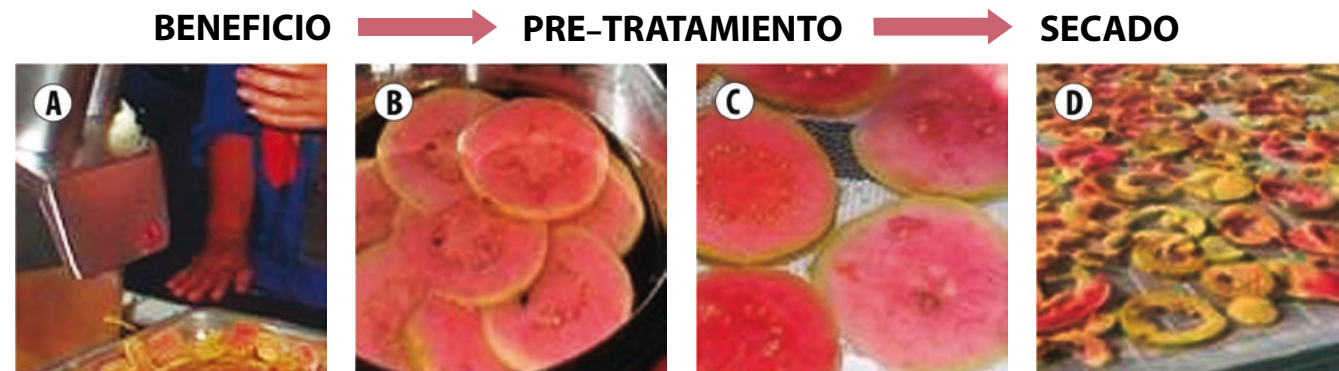 BENEFICIO PRE–TRATAMIENTO SECADO
A B C D